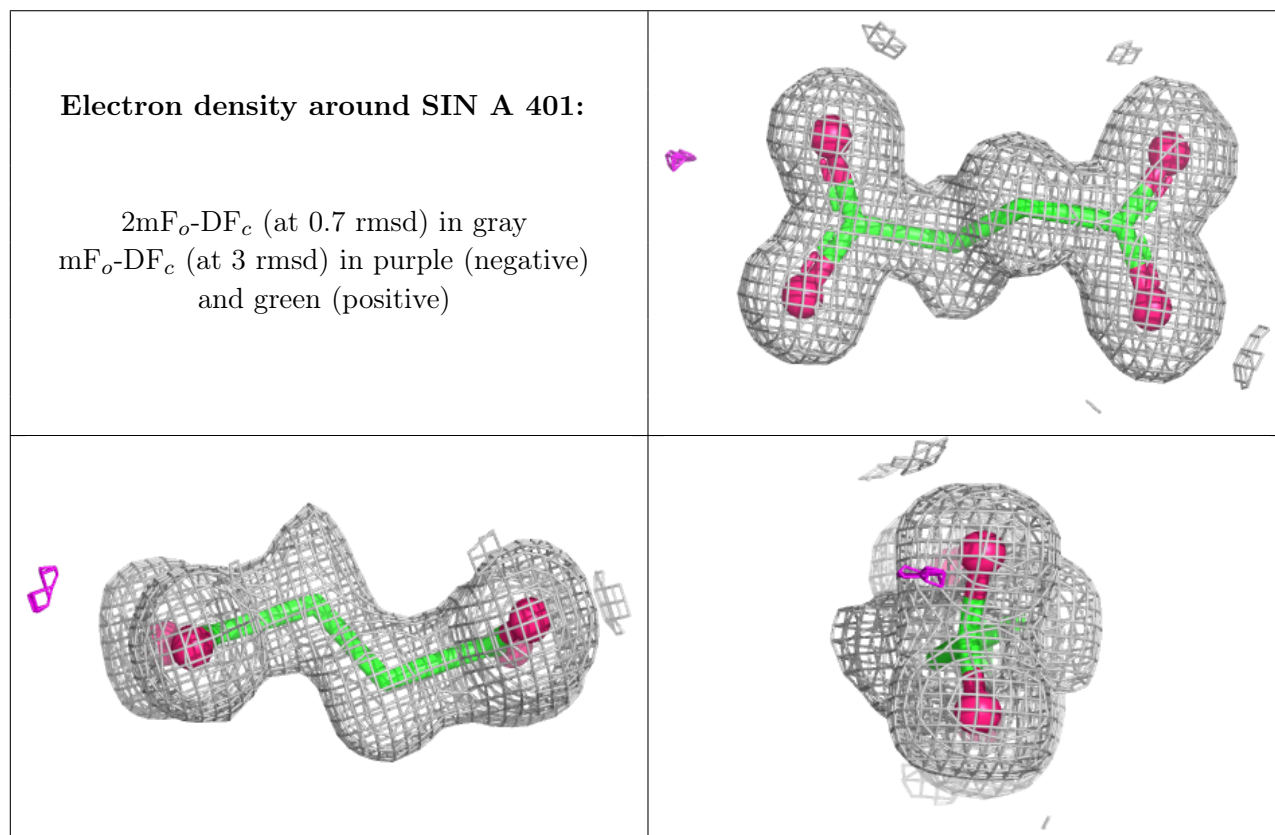 Electron density around SIN A 401:
2mFₒ-DF𝒸 (at 0.7 rmsd) in gray
mFₒ-DF𝒸 (at 3 rmsd) in purple (negative)
and green (positive)